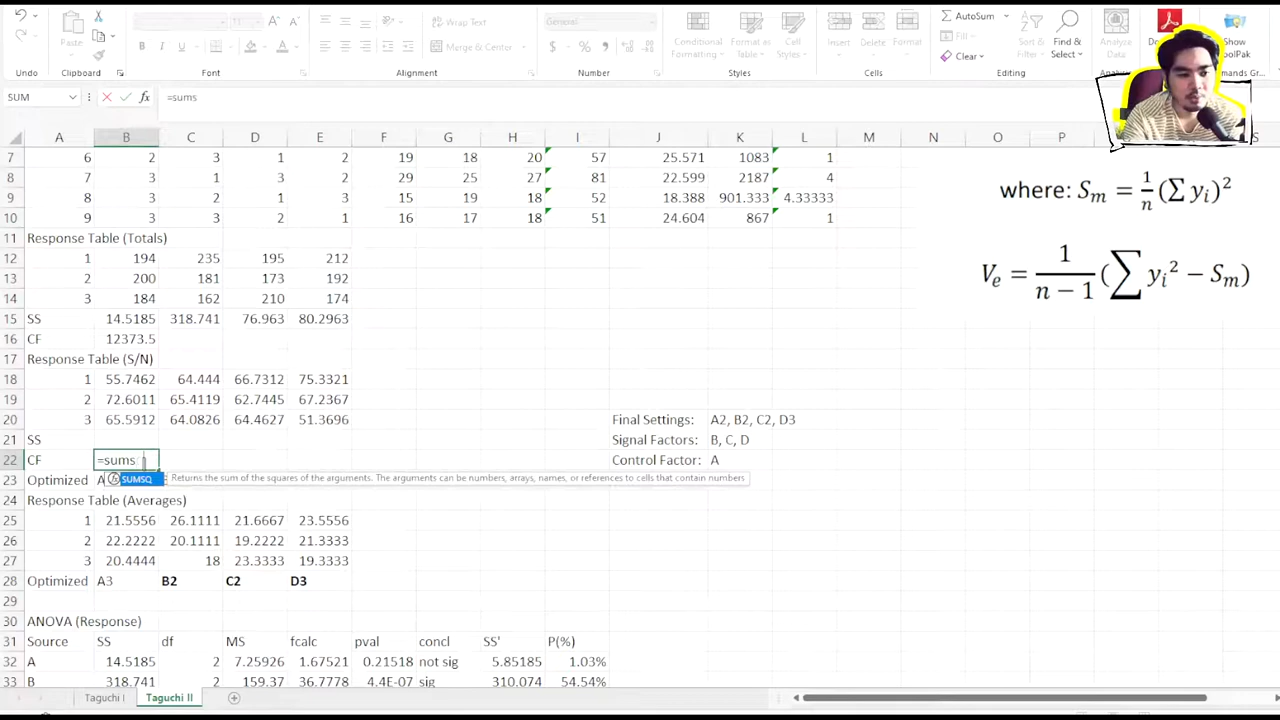 Wrap Text
General
AutoSum
Fill
Paste
Merge & Center
Conditional Formatting
Format as Table
Cell Styles
Insert
Delete
Format
Clear
Sort & Filter
Find & Select
Analyze Data
Show
Undo
Clipboard
Font
Alignment
Number
Styles
Cells
Editing
SUM
fx
=sums
A B C D E F G H I J K L M N O P Q S
7 6 2 3 1 2 19 18 20 57 25.571 1083 1
8 7 3 1 3 2 29 25 27 81 22.599 2187 4
9 8 3 2 1 3 15 19 18 52 18.388 901.333 4.33333
10 9 3 3 2 1 16 17 18 51 24.604 867 1
11 Response Table (Totals)
12 1 194 235 195 212
13 2 200 181 173 192
14 3 184 162 210 174
15 SS 14.5185 318.741 76.963 80.2963
16 CF 12373.5
17 Response Table (S/N)
18 1 55.7462 64.444 66.7312 75.3321
19 2 72.6011 65.4119 62.7445 67.2367
20 3 65.5912 64.0826 64.4627 51.3696 Final Settings: A2, B2, C2, D3
21 SS Signal Factors: B, C, D
22 CF =sums Control Factor: A
23 Optimized A SUMSQ Returns the sum of the squares of the arguments. The arguments can be numbers, arrays, names, or references to cells that contain numbers
24 Response Table (Averages)
25 1 21.5556 26.1111 21.6667 23.5556
26 2 22.2222 20.1111 19.2222 21.3333
27 3 20.4444 18 23.3333 19.3333
28 Optimized A3 B2 C2 D3
29
30 ANOVA (Response)
31 Source SS df MS fcalc pval concl SS' P(%)
32 A 14.5185 2 7.25926 1.67521 0.21518 not sig 5.85185 1.03%
33 B 318.741 2 159.37 36.7778 4.4E-07 sig 310.074 54.54%
where: Sₘ = 1/n (∑ yᵢ)²
Vₑ = 1/(n − 1) (∑ yᵢ² − Sₘ)
Taguchi I Taguchi II